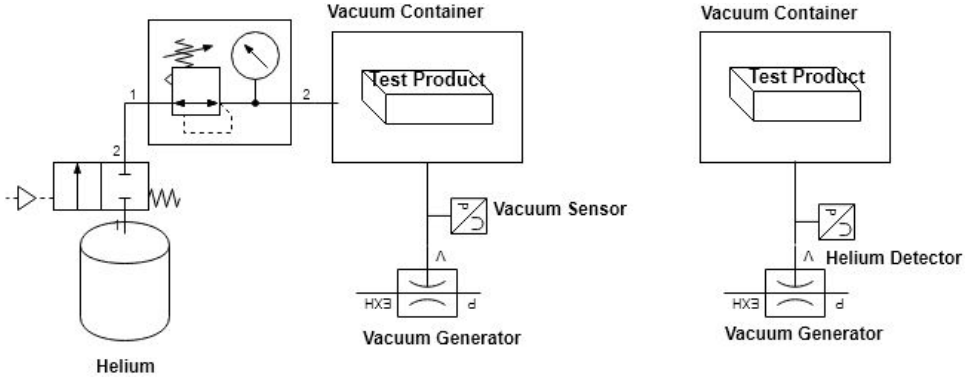 Vacuum Container
Test Product
1
2
2
1
Helium
Vacuum Sensor
P
U
V
EXH
P
Vacuum Generator
Vacuum Container
Test Product
P
U
Helium Detector
V
EXH
P
Vacuum Generator